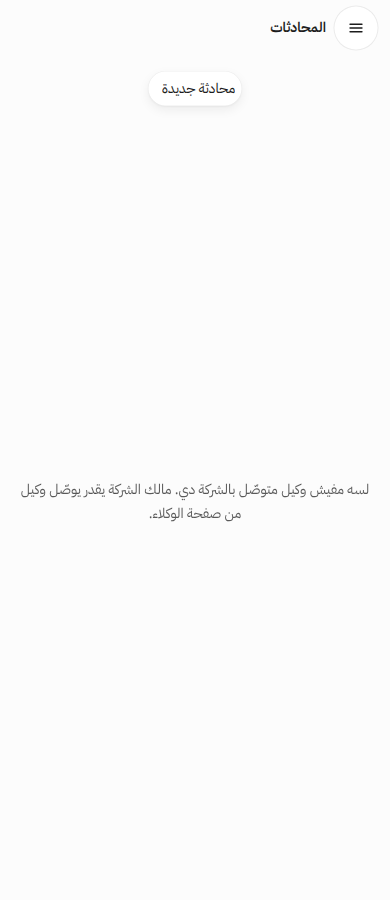 المحادثات
محادثة جديدة
لسه مفيش وكيل متوصّل بالشركة دي. مالك الشركة يقدر يوصّل وكيل
من صفحة الوكلاء.